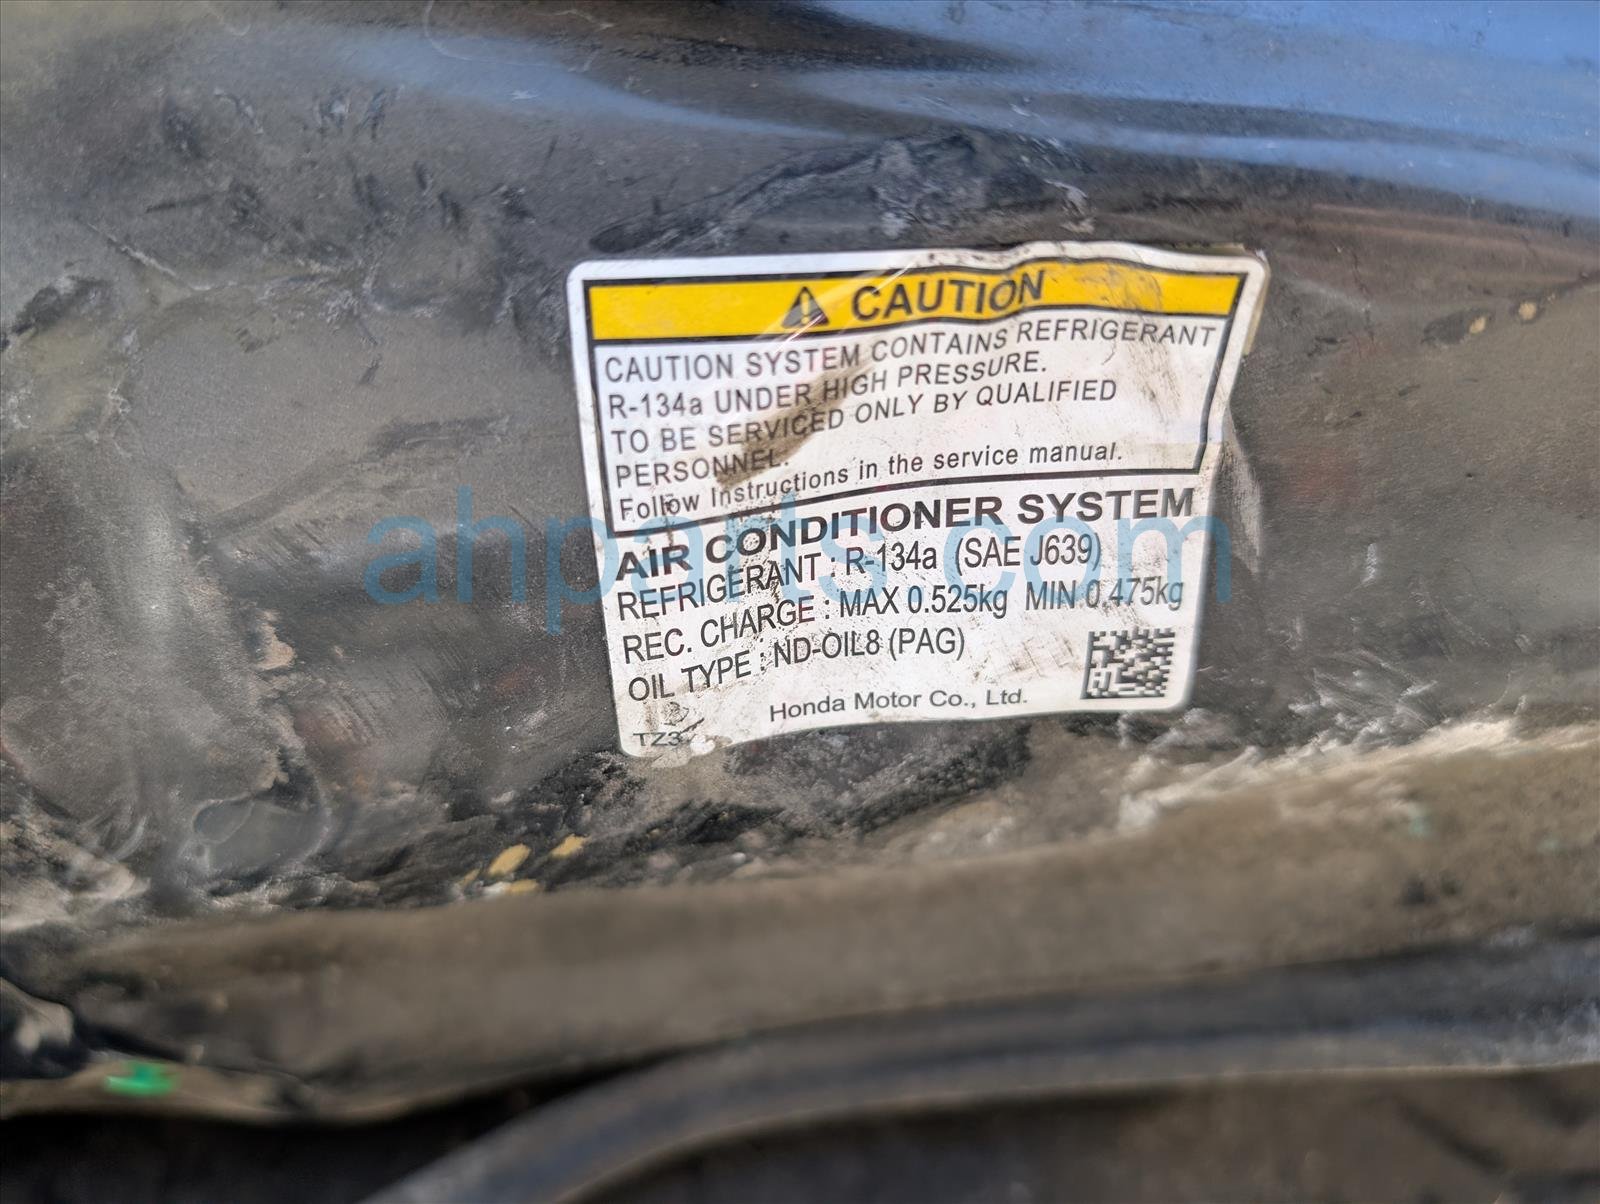 CAUTION
CAUTION SYSTEM CONTAINS REFRIGERANT
R-134a UNDER HIGH PRESSURE.
TO BE SERVICED ONLY BY QUALIFIED
PERSONNEL.
Follow Instructions in the service manual.
AIR CONDITIONER SYSTEM
REFRIGERANT : R-134a (SAE J639)
REC. CHARGE : MAX 0.525kg MIN 0.475kg
OIL TYPE : ND-OIL8 (PAG)
Honda Motor Co., Ltd.
TZ3
ahparts.com